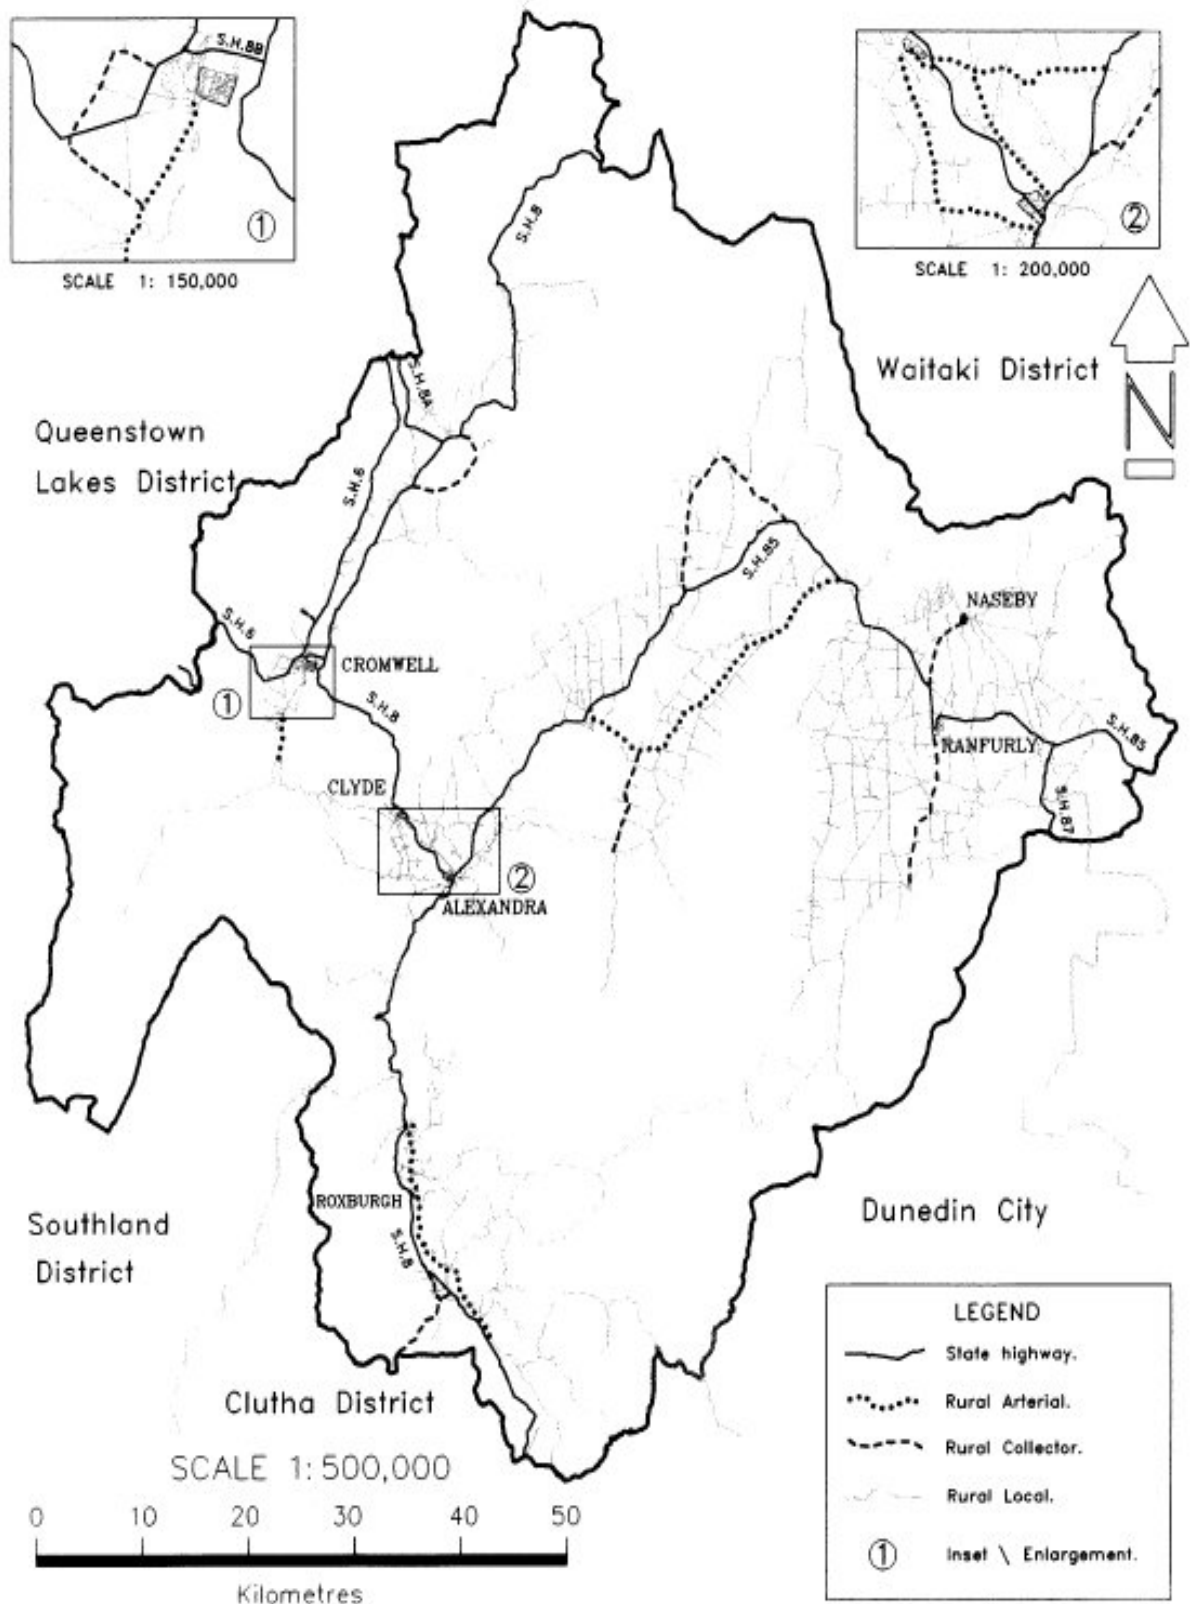 S.H.8B
①
SCALE 1: 150,000
②
SCALE 1: 200,000
N
S.H.8
S.H.8A
Waitaki District
Queenstown
Lakes District
S.H.6
S.H.85
NASEBY
S.H.6
CROMWELL
①
S.H.8
RANFURLY
S.H.85
CLYDE
S.H.87
②
ALEXANDRA
ROXBURGH
S.H.8
Southland
District
Dunedin City
Clutha District
SCALE 1:500,000
0 10 20 30 40 50
Kilometres
LEGEND
State highway.
Rural Arterial.
Rural Collector.
Rural Local.
① Inset \ Enlargement.